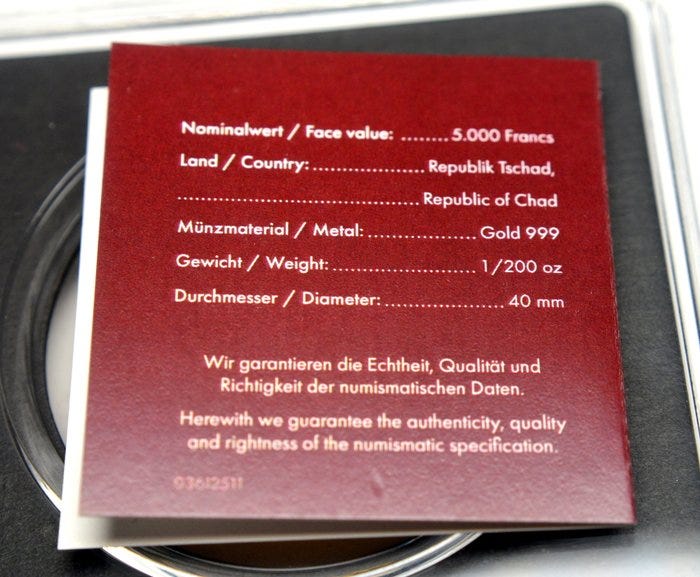 Nominalwert / Face value: ........5.000 Francs
Land / Country:...................Republik Tschad,
..........................................Republic of Chad
Münzmaterial / Metal:..................Gold 999
Gewicht / Weight:........................1/200 oz
Durchmesser / Diameter:....................40 mm
Wir garantieren die Echtheit, Qualität und
Richtigkeit der numismatischen Daten.
Herewith we guarantee the authenticity, quality
and rightness of the numismatic specification.
03612511